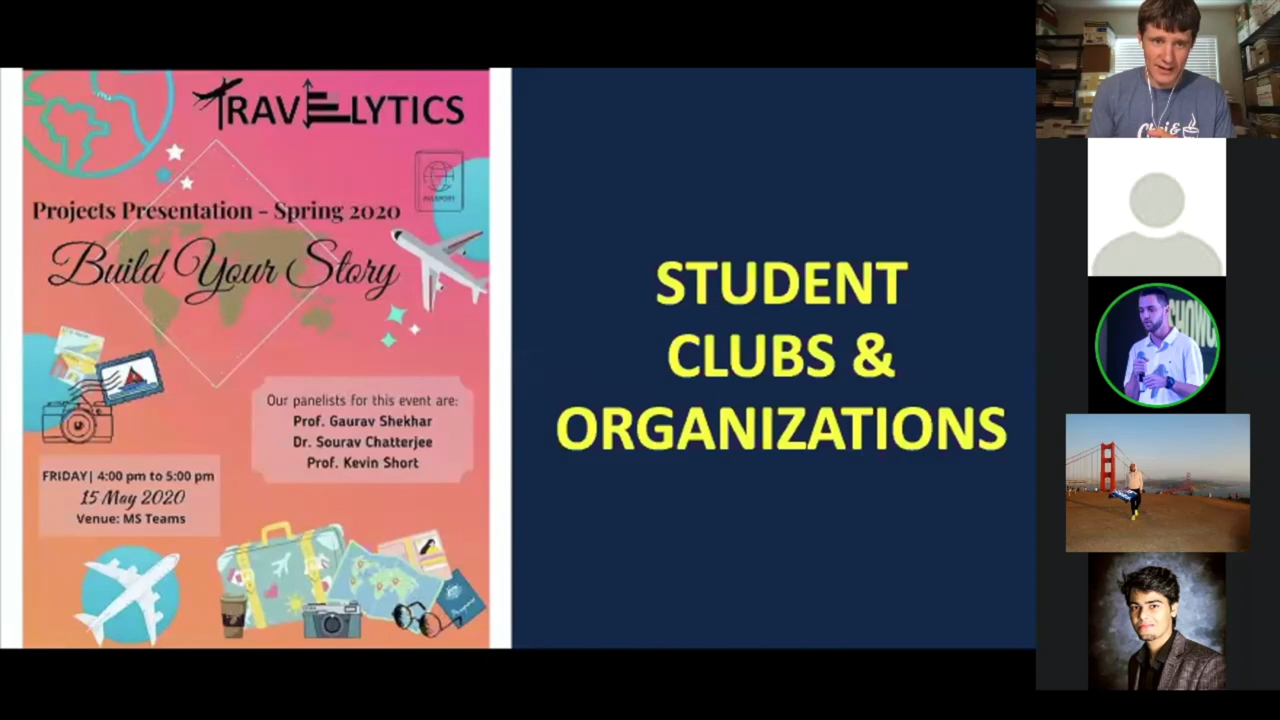 TRAVELYTICS
PASSPORT
Projects Presentation - Spring 2020
Build Your Story
Our panelists for this event are:
Prof. Gaurav Shekhar
Dr. Sourav Chatterjee
Prof. Kevin Short
FRIDAY| 4:00 pm to 5:00 pm
15 May 2020
Venue: MS Teams
STUDENT
CLUBS &
ORGANIZATIONS